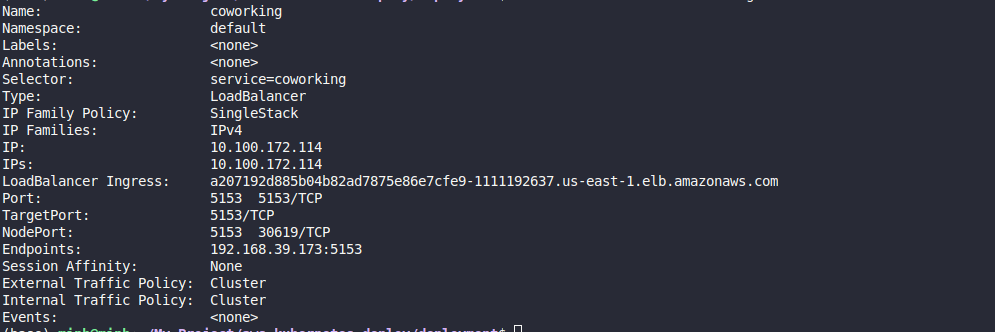 Name: coworking
Namespace: default
Labels: <none>
Annotations: <none>
Selector: service=coworking
Type: LoadBalancer
IP Family Policy: SingleStack
IP Families: IPv4
IP: 10.100.172.114
IPs: 10.100.172.114
LoadBalancer Ingress: a207192d885b04b82ad7875e86e7cfe9-1111192637.us-east-1.elb.amazonaws.com
Port: 5153 5153/TCP
TargetPort: 5153/TCP
NodePort: 5153 30619/TCP
Endpoints: 192.168.39.173:5153
Session Affinity: None
External Traffic Policy: Cluster
Internal Traffic Policy: Cluster
Events: <none>